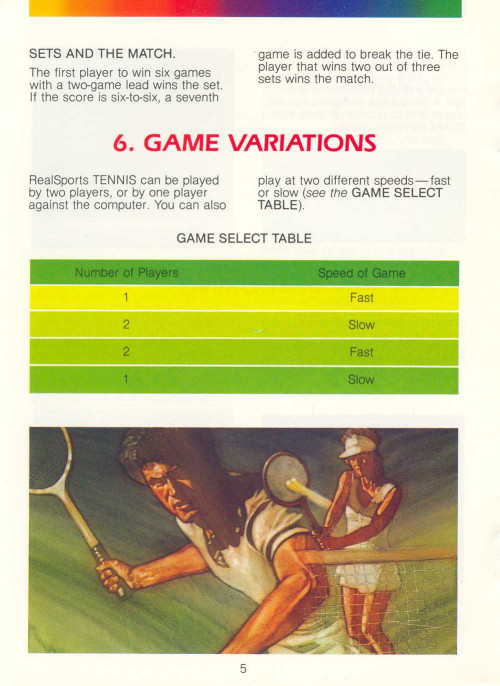 SETS AND THE MATCH.
The first player to win six games
with a two-game lead wins the set.
If the score is six-to-six, a seventh
game is added to break the tie. The
player that wins two out of three
sets wins the match.
6. GAME VARIATIONS
RealSports TENNIS can be played
by two players, or by one player
against the computer. You can also
play at two different speeds—fast
or slow (see the GAME SELECT
TABLE).
GAME SELECT TABLE
Number of Players Speed of Game
1 Fast
2 Slow
2 Fast
1 Slow
5